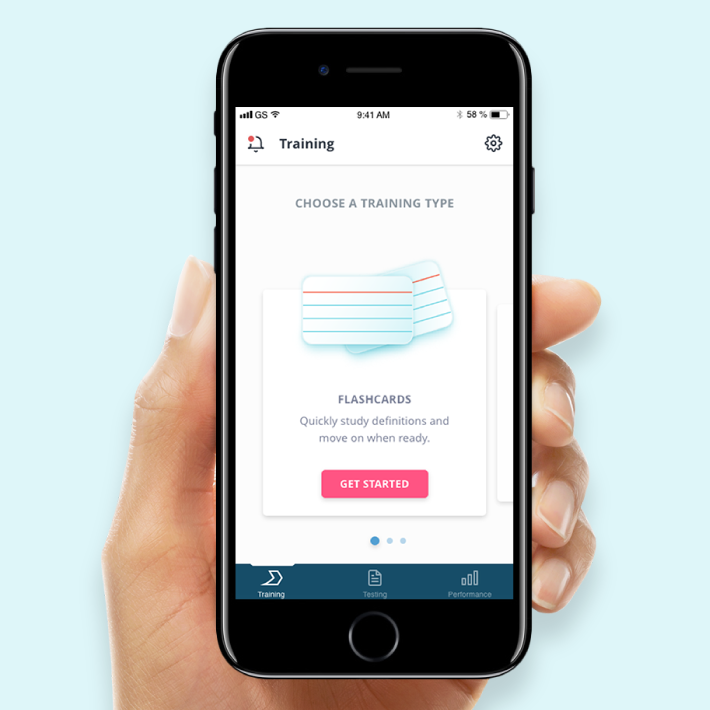 GS 9:41 AM 58 %
Training
CHOOSE A TRAINING TYPE
FLASHCARDS
Quickly study definitions and
move on when ready.
GET STARTED
Training Testing Performance